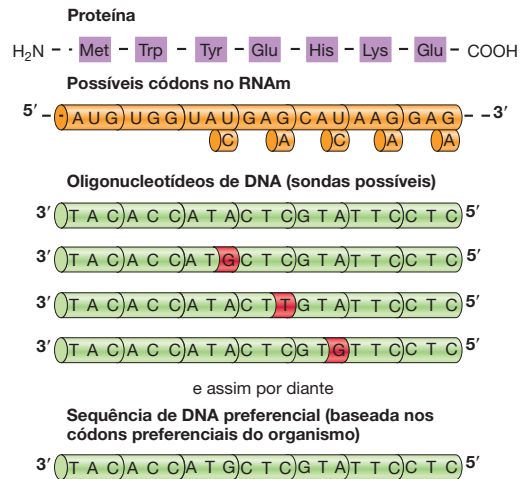 Proteína
H₂N – Met – Trp – Tyr – Glu – His – Lys – Glu – COOH
Possíveis códons no RNAm
5′ - AUG UGG UAU GAG CAU AAG GAG - - 3′
C A C A A
Oligonucleotídeos de DNA (sondas possíveis)
3′ TAC ACC ATA CTC GTA TTC CTC 5′
3′ TAC ACC ATG CTC GTA TTC CTC 5′
3′ TAC ACC ATA CTT GTA TTC CTC 5′
3′ TAC ACC ATA CTC GTG TTC CTC 5′
e assim por diante
Sequência de DNA preferencial (baseada nos
códons preferenciais do organismo)
3′ TAC ACC ATG CTC GTA TTC CTC 5′